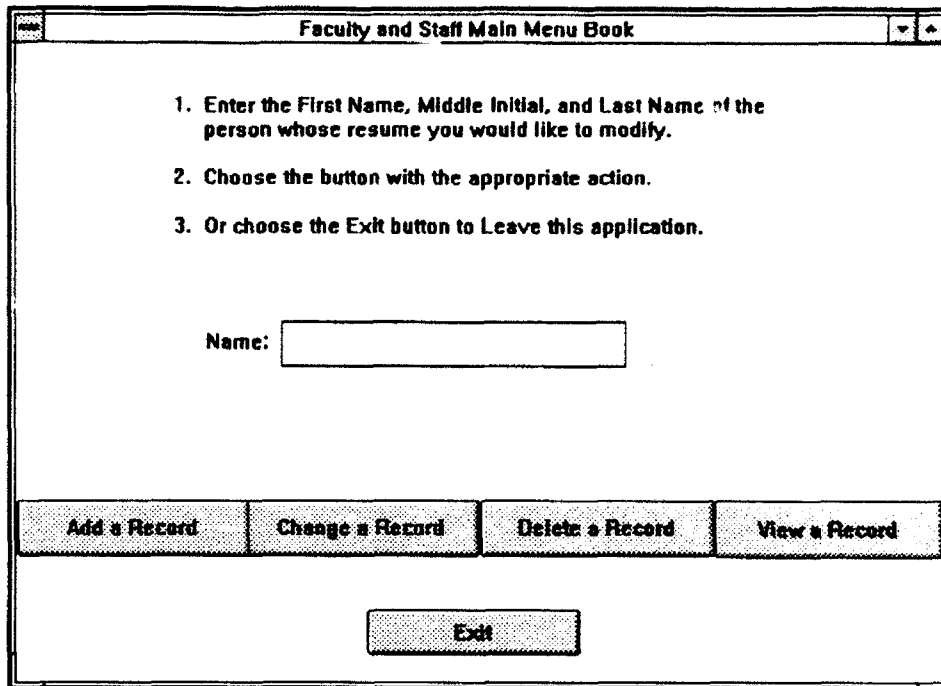 Faculty and Staff Main Menu Book
1. Enter the First Name, Middle Initial, and Last Name of the
person whose resume you would like to modify.
2. Choose the button with the appropriate action.
3. Or choose the Exit button to Leave this application.
Name:
Add a Record Change a Record Delete a Record View a Record
Exit